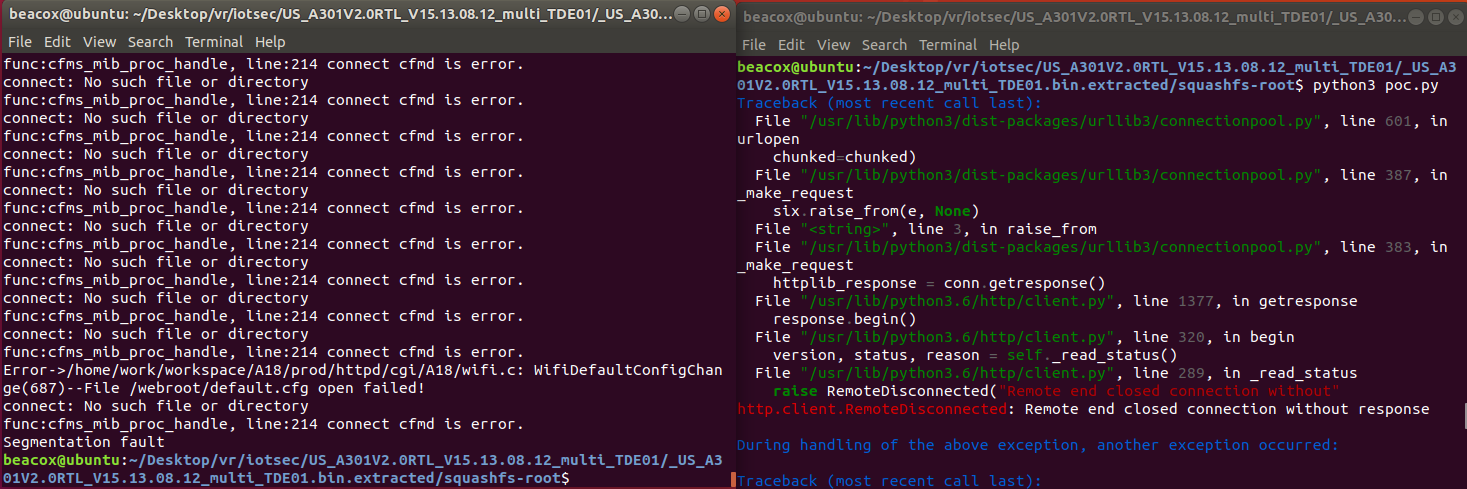 beacox@ubuntu: ~/Desktop/vr/iotsec/US_A301V2.0RTL_V15.13.08.12_multi_TDE01/_US_A30...
File Edit View Search Terminal Help
func:cfms_mib_proc_handle, line:214 connect cfmd is error.
connect: No such file or directory
func:cfms_mib_proc_handle, line:214 connect cfmd is error.
connect: No such file or directory
func:cfms_mib_proc_handle, line:214 connect cfmd is error.
connect: No such file or directory
func:cfms_mib_proc_handle, line:214 connect cfmd is error.
connect: No such file or directory
func:cfms_mib_proc_handle, line:214 connect cfmd is error.
connect: No such file or directory
func:cfms_mib_proc_handle, line:214 connect cfmd is error.
connect: No such file or directory
func:cfms_mib_proc_handle, line:214 connect cfmd is error.
connect: No such file or directory
func:cfms_mib_proc_handle, line:214 connect cfmd is error.
connect: No such file or directory
func:cfms_mib_proc_handle, line:214 connect cfmd is error.
Error->/home/work/workspace/A18/prod/httpd/cgi/A18/wifi.c: WifiDefaultConfigChan
ge(687)--File /webroot/default.cfg open failed!
connect: No such file or directory
func:cfms_mib_proc_handle, line:214 connect cfmd is error.
Segmentation fault
beacox@ubuntu:~/Desktop/vr/iotsec/US_A301V2.0RTL_V15.13.08.12_multi_TDE01/_US_A3
01V2.0RTL_V15.13.08.12_multi_TDE01.bin.extracted/squashfs-root$
beacox@ubuntu: ~/Desktop/vr/iotsec/US_A301V2.0RTL_V15.13.08.12_multi_TDE01/_US_A30...
File Edit View Search Terminal Help
beacox@ubuntu:~/Desktop/vr/iotsec/US_A301V2.0RTL_V15.13.08.12_multi_TDE01/_US_A3
01V2.0RTL_V15.13.08.12_multi_TDE01.bin.extracted/squashfs-root$ python3 poc.py
Traceback (most recent call last):
File "/usr/lib/python3/dist-packages/urllib3/connectionpool.py", line 601, in
urlopen
chunked=chunked)
File "/usr/lib/python3/dist-packages/urllib3/connectionpool.py", line 387, in
_make_request
six.raise_from(e, None)
File "<string>", line 3, in raise_from
File "/usr/lib/python3/dist-packages/urllib3/connectionpool.py", line 383, in
_make_request
httplib_response = conn.getresponse()
File "/usr/lib/python3.6/http/client.py", line 1377, in getresponse
response.begin()
File "/usr/lib/python3.6/http/client.py", line 320, in begin
version, status, reason = self._read_status()
File "/usr/lib/python3.6/http/client.py", line 289, in _read_status
raise RemoteDisconnected("Remote end closed connection without"
http.client.RemoteDisconnected: Remote end closed connection without response
During handling of the above exception, another exception occurred:
Traceback (most recent call last):